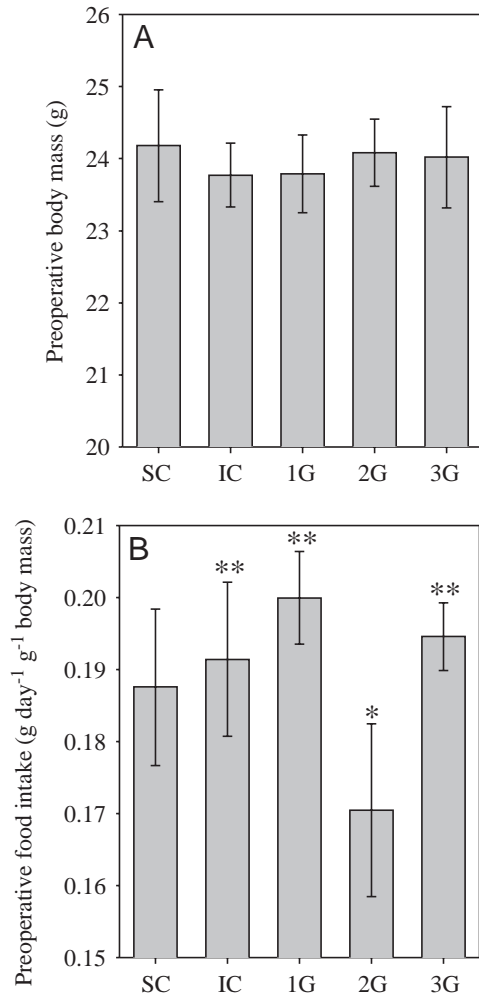 A
Preoperative body mass (g)
26
25
24
23
22
21
20
SC IC 1G 2G 3G
B
Preoperative food intake (g day⁻¹ g⁻¹ body mass)
0.21
0.20
0.19
0.18
0.17
0.16
0.15
** ** * **
SC IC 1G 2G 3G